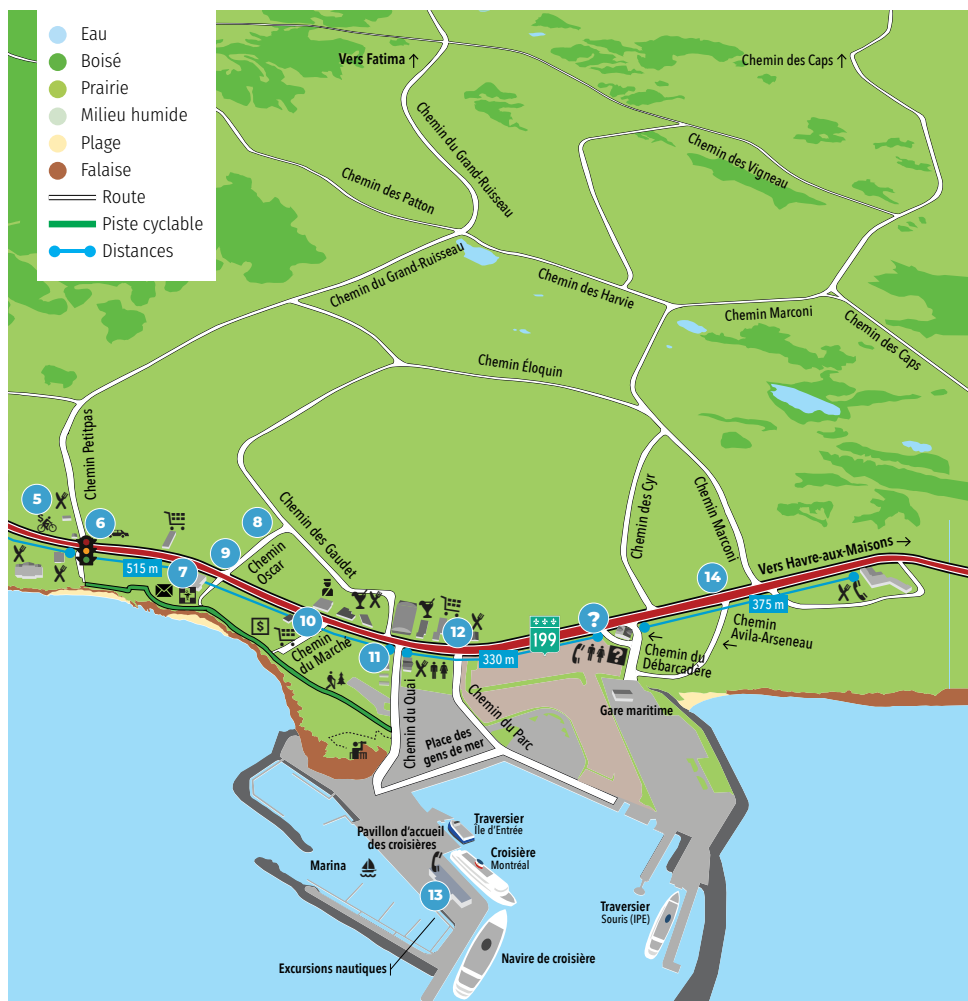 Eau
Boisé
Prairie
Milieu humide
Plage
Falaise
Route
Piste cyclable
Distances
Vers Fatima ↑
Chemin des Caps ↑
Chemin du Grand-Ruisseau
Chemin des Vigneau
Chemin des Patton
Chemin du Grand-Ruisseau
Chemin des Harvie
Chemin Marconi
Chemin des Caps
Chemin Éloquin
Chemin Petitpas
Chemin des Cyr
Chemin Marconi
5
$
6
8
Chemin des Gaudet
9
Chemin
Oscar
Vers Havre-aux-Maisons →
515 m
7
14
375 m
10
$
Chemin
du Marché
11
12
330 m
199
?
?
←
Chemin du
Débarcadère
Chemin
Avila-Arseneau
←
Chemin du Quai
Chemin du Parc
Place des
gens de mer
Gare maritime
Traversier
Île d'Entrée
Pavillon d'accueil
des croisières
Croisière
Montréal
Marina
13
Traversier
Souris (IPE)
Navire de croisière
Excursions nautiques